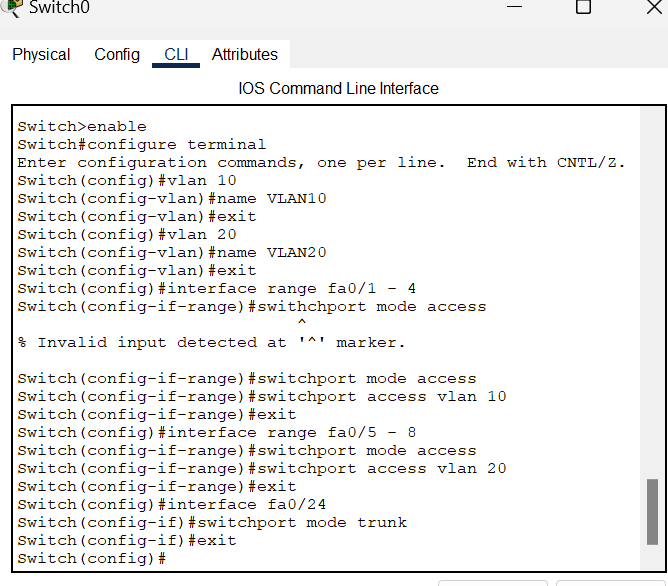 Switch0
Physical Config CLI Attributes
IOS Command Line Interface
Switch>enable
Switch#configure terminal
Enter configuration commands, one per line.  End with CNTL/Z.
Switch(config)#vlan 10
Switch(config-vlan)#name VLAN10
Switch(config-vlan)#exit
Switch(config)#vlan 20
Switch(config-vlan)#name VLAN20
Switch(config-vlan)#exit
Switch(config)#interface range fa0/1 - 4
Switch(config-if-range)#swithchport mode access
^
% Invalid input detected at '^' marker.
Switch(config-if-range)#switchport mode access
Switch(config-if-range)#switchport access vlan 10
Switch(config-if-range)#exit
Switch(config)#interface range fa0/5 - 8
Switch(config-if-range)#switchport mode access
Switch(config-if-range)#switchport access vlan 20
Switch(config-if-range)#exit
Switch(config)#interface fa0/24
Switch(config-if)#switchport mode trunk
Switch(config-if)#exit
Switch(config)#